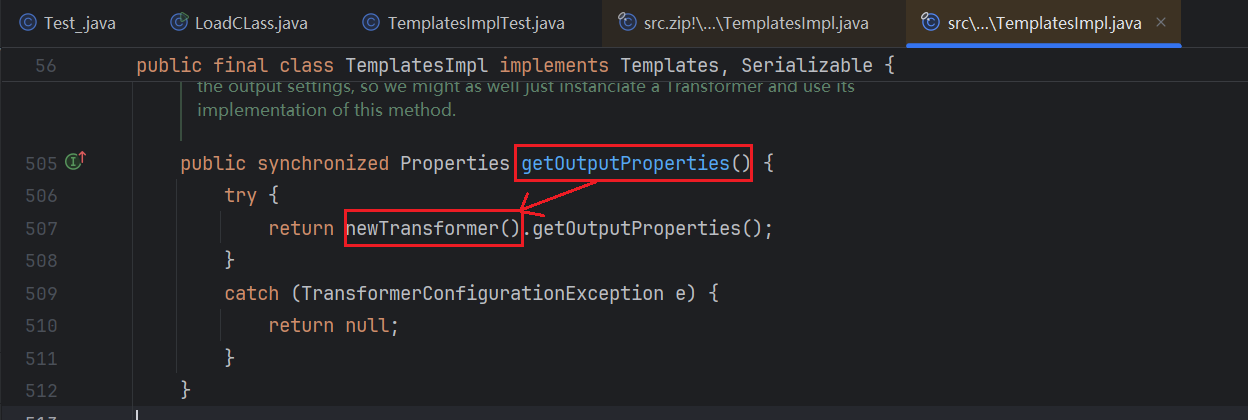 Test_.java
LoadCLass.java
TemplatesImplTest.java
src.zip!\...\TemplatesImpl.java
src\...\TemplatesImpl.java
56 public final class TemplatesImpl implements Templates, Serializable {
the output settings, so we might as well just instanciate a Transformer and use its
implementation of this method.
505 public synchronized Properties getOutputProperties() {
506 try {
507 return newTransformer().getOutputProperties();
508 }
509 catch (TransformerConfigurationException e) {
510 return null;
511 }
512 }